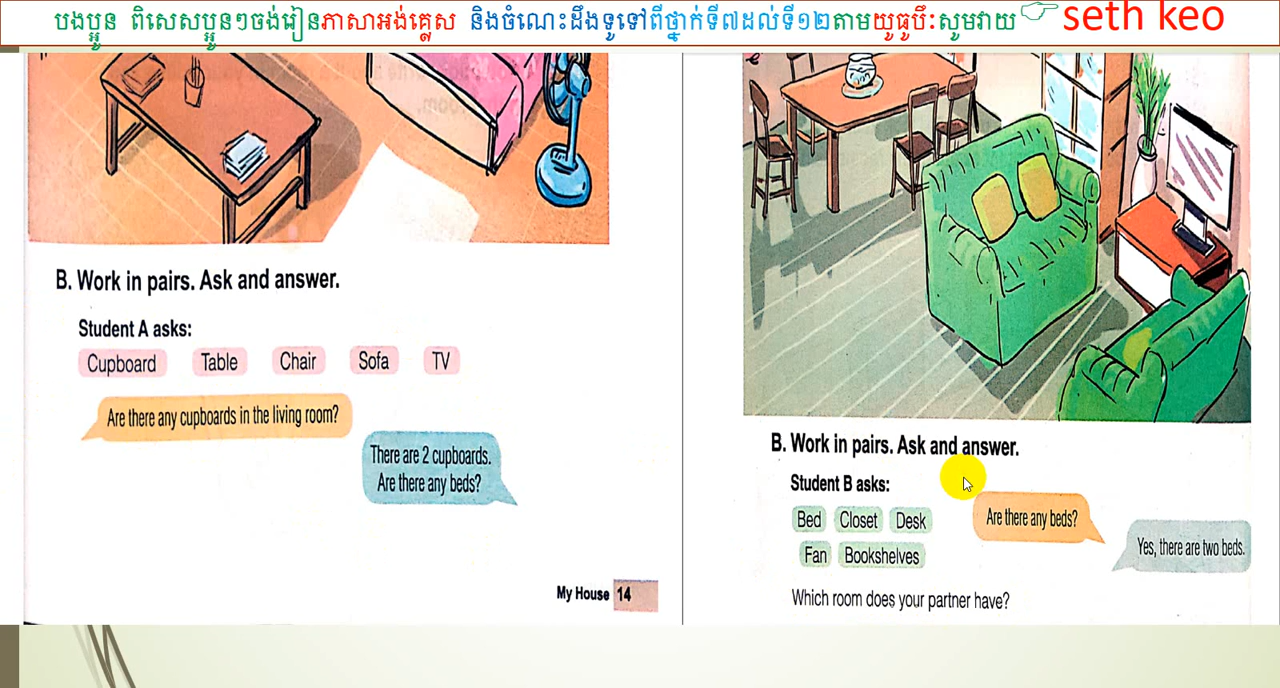 បងប្អូន ពិសេសប្អូនៗចង់រៀនភាសាអង់គ្លេស និងចំណេះដឹងទូទៅពីថ្នាក់ទី៧ដល់ទី១២តាមយូធូបឹះសូមវាយ👉seth keo
B. Work in pairs. Ask and answer.
Student A asks:
Cupboard Table Chair Sofa TV
Are there any cupboards in the living room?
There are 2 cupboards.
Are there any beds?
My House 14
B. Work in pairs. Ask and answer.
Student B asks:
Bed Closet Desk
Fan Bookshelves
Are there any beds?
Yes, there are two beds.
Which room does your partner have?